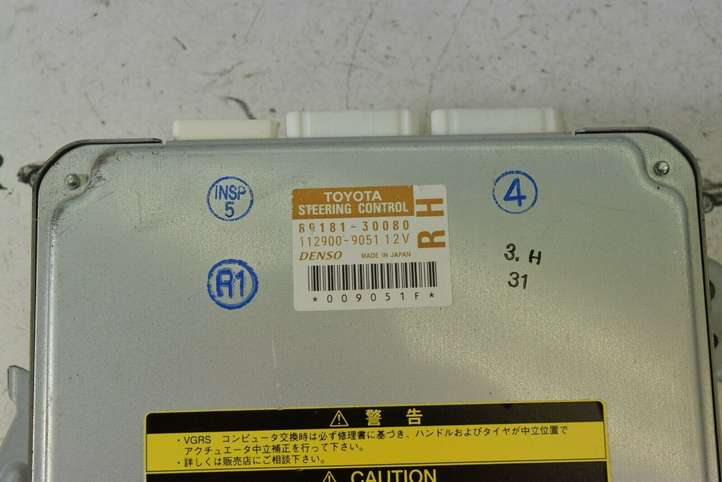 INSP
5
TOYOTA
STEERING CONTROL
89181-30080
112900-9051 12V
DENSO MADE IN JAPAN
*009051F*
RH
4
R1
3.H
31
⚠ 警告
・VGRS コンピュータ交換時は必ず修理書に基づき、ハンドルおよびタイヤが中立位置で
アクチュエータ中立補正を行って下さい。
・詳しくは販売店にご相談下さい。
⚠ CAUTION